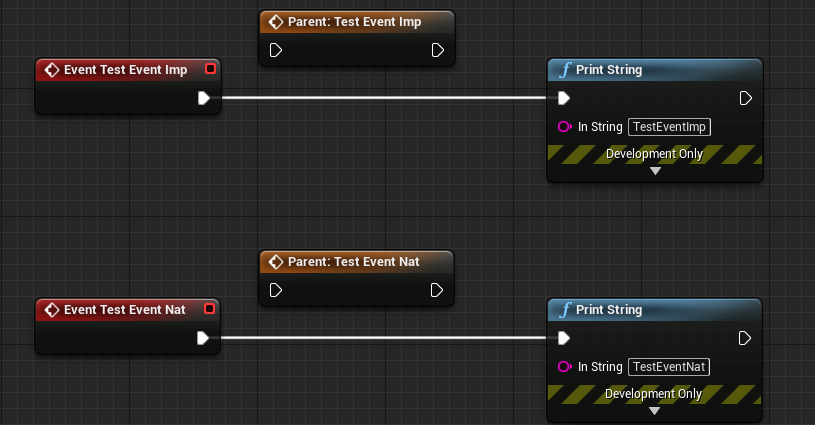 Parent: Test Event Imp
Event Test Event Imp
Print String
In String TestEventImp
Development Only
Parent: Test Event Nat
Event Test Event Nat
Print String
In String TestEventNat
Development Only